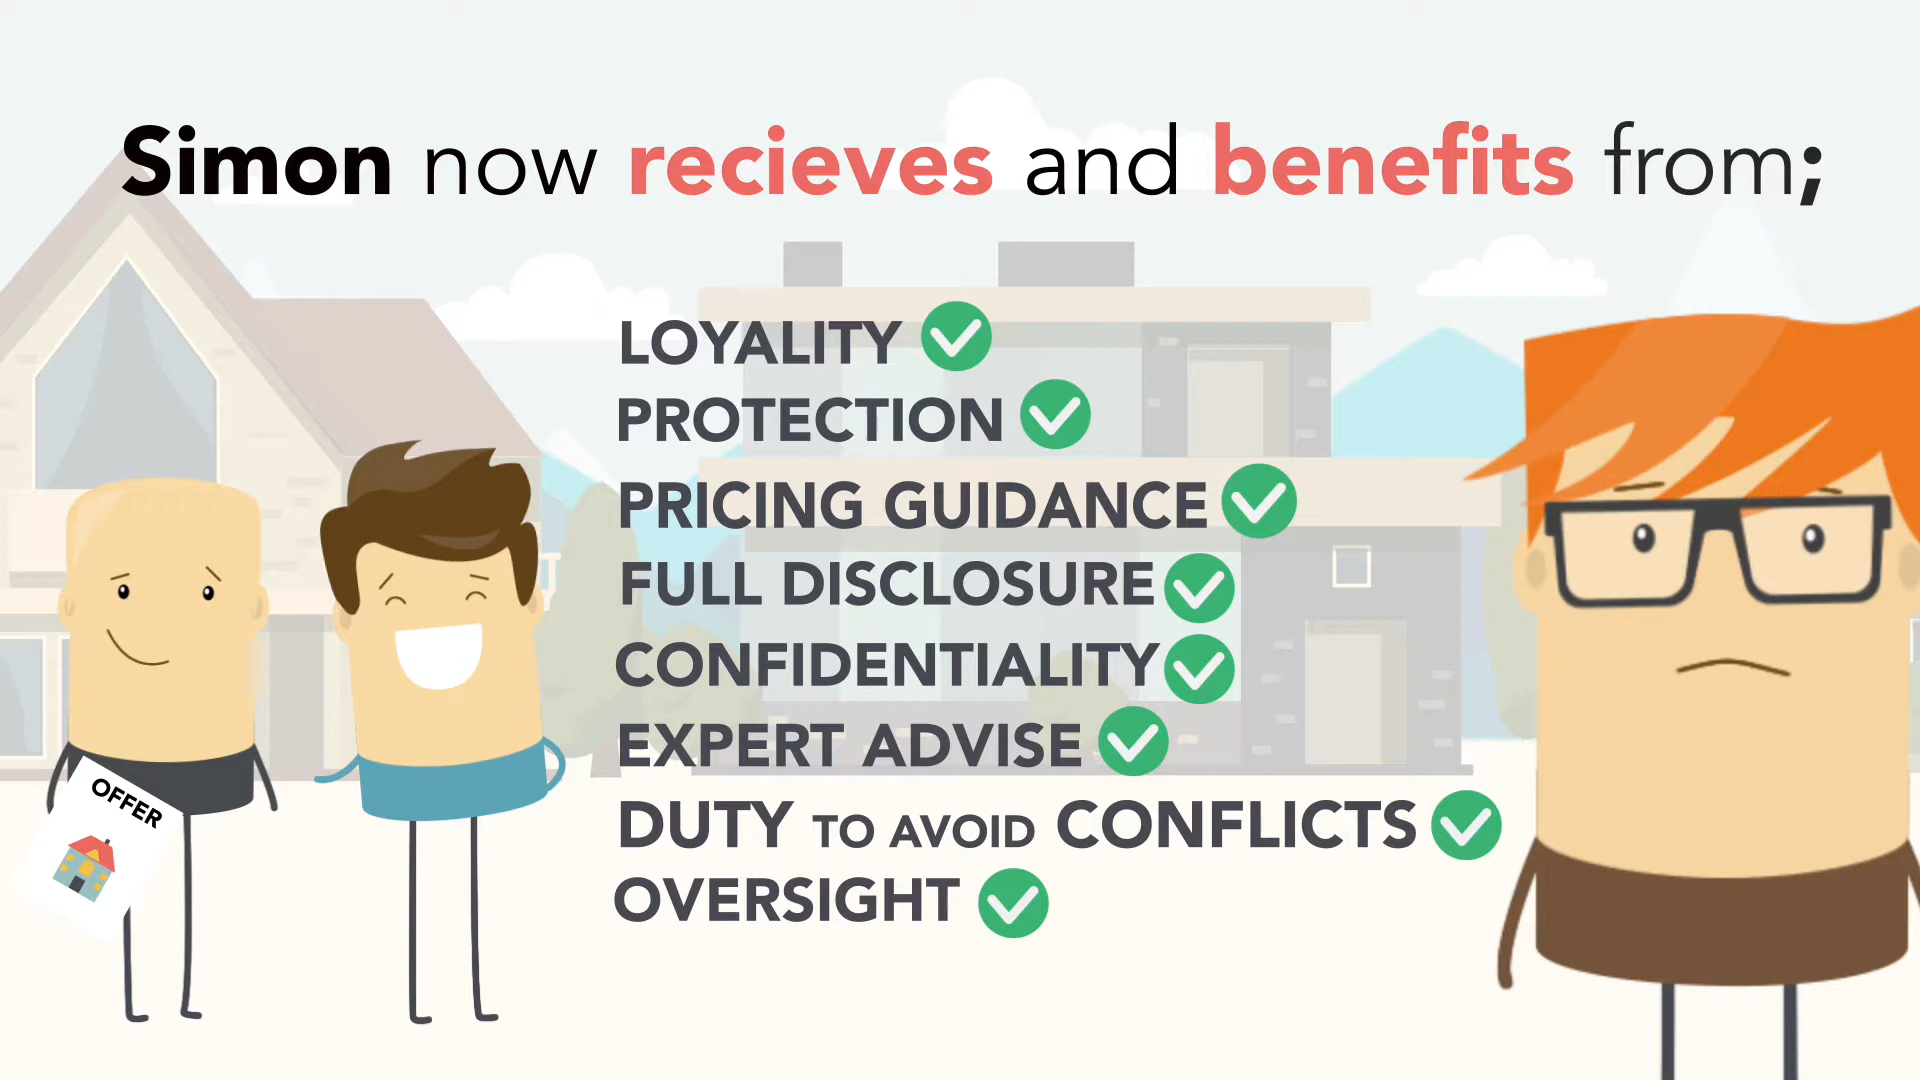 Simon now recieves and benefits from;
LOYALITY
PROTECTION
PRICING GUIDANCE
FULL DISCLOSURE
CONFIDENTIALITY
EXPERT ADVISE
DUTY TO AVOID CONFLICTS
OVERSIGHT
OFFER